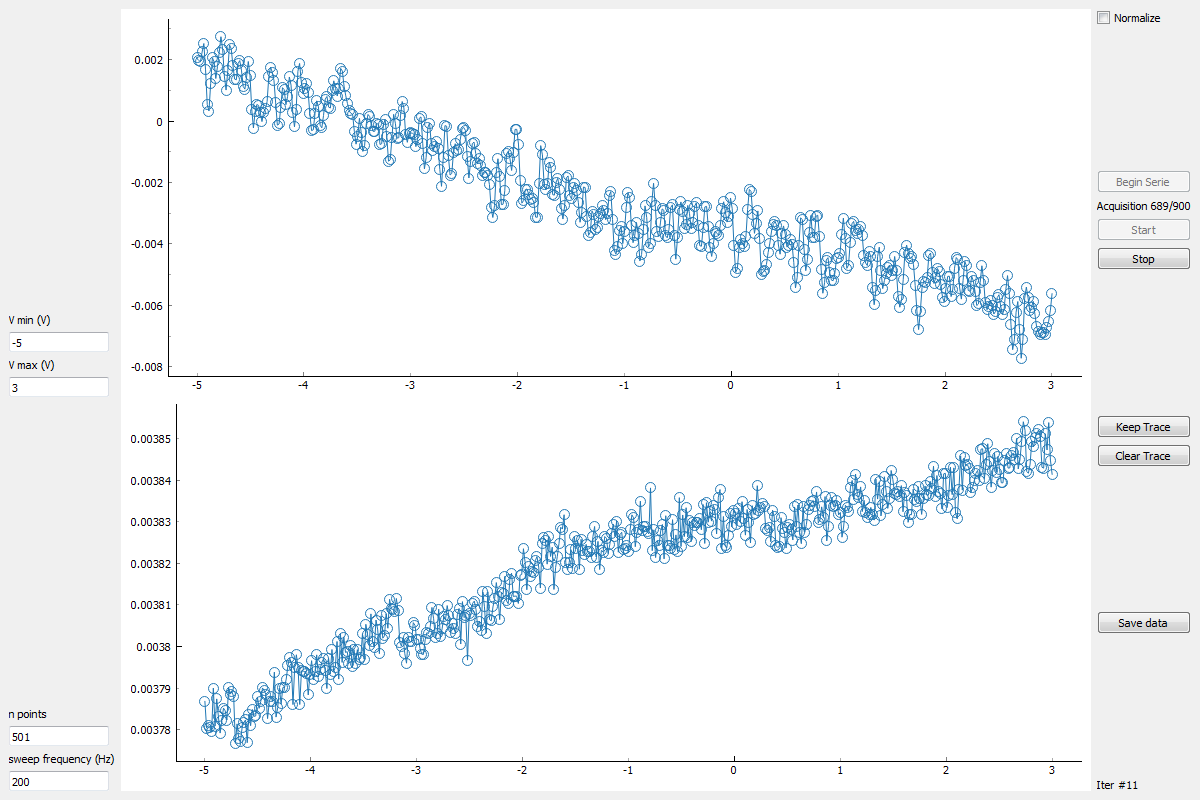 Normalize
0.002
0
-0.002
-0.004
-0.006
-0.008
-5
-4
-3
-2
-1
0
1
2
3
Begin Serie
Acquisition 689/900
Start
Stop
V min (V)
-5
V max (V)
3
0.00385
0.00384
0.00383
0.00382
0.00381
0.0038
0.00379
0.00378
-5
-4
-3
-2
-1
0
1
2
3
Keep Trace
Clear Trace
Save data
n points
501
sweep frequency (Hz)
200
Iter #11